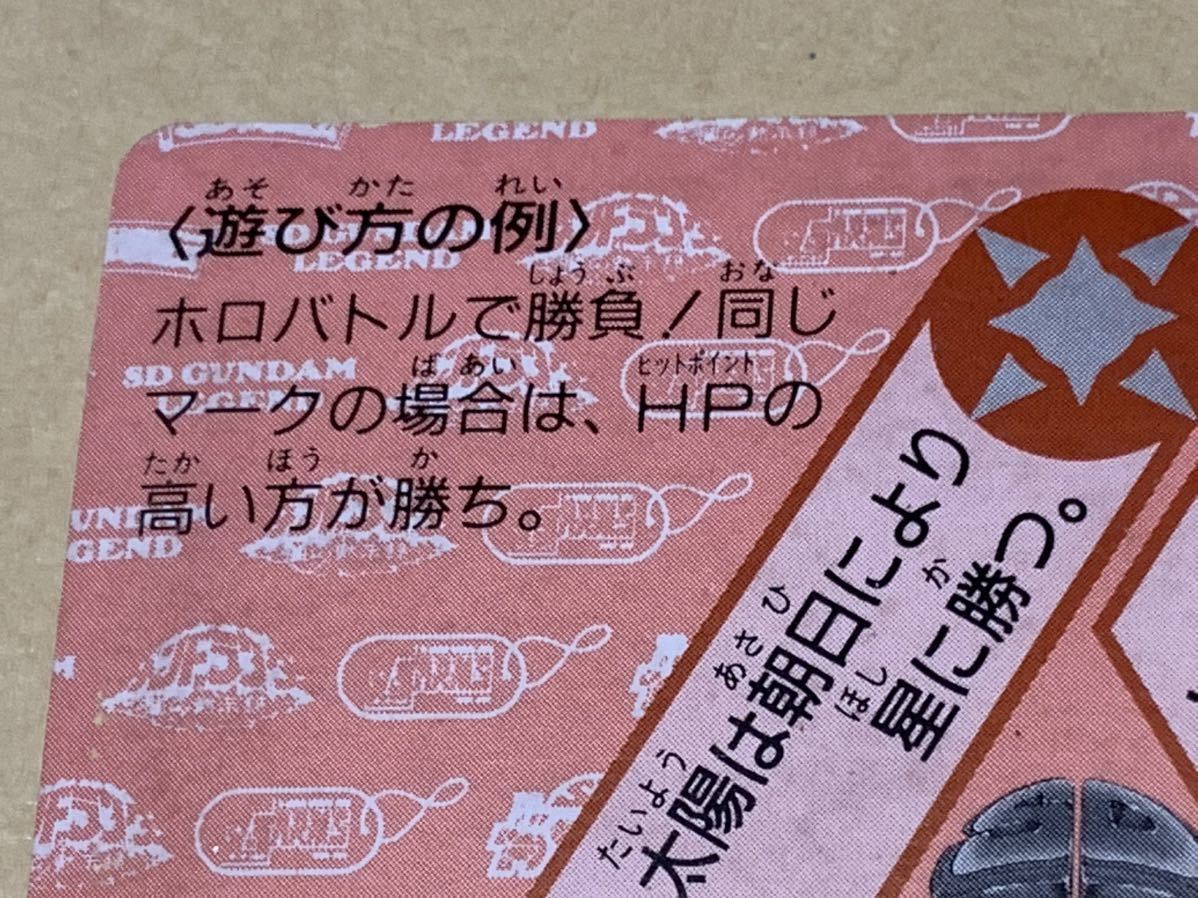 LEGEND
あそ かた れい
〈遊び方の例〉
LEGEND
しょうぶ おな
ホロバトルで勝負！同じ
SD GUNDAM
ば あい ヒットポイント
マークの場合は、HPの
たか ほう か
高い方が勝ち。
GEND
たいよう あさ ひ
太陽は朝日により
ほし か
星に勝つ。